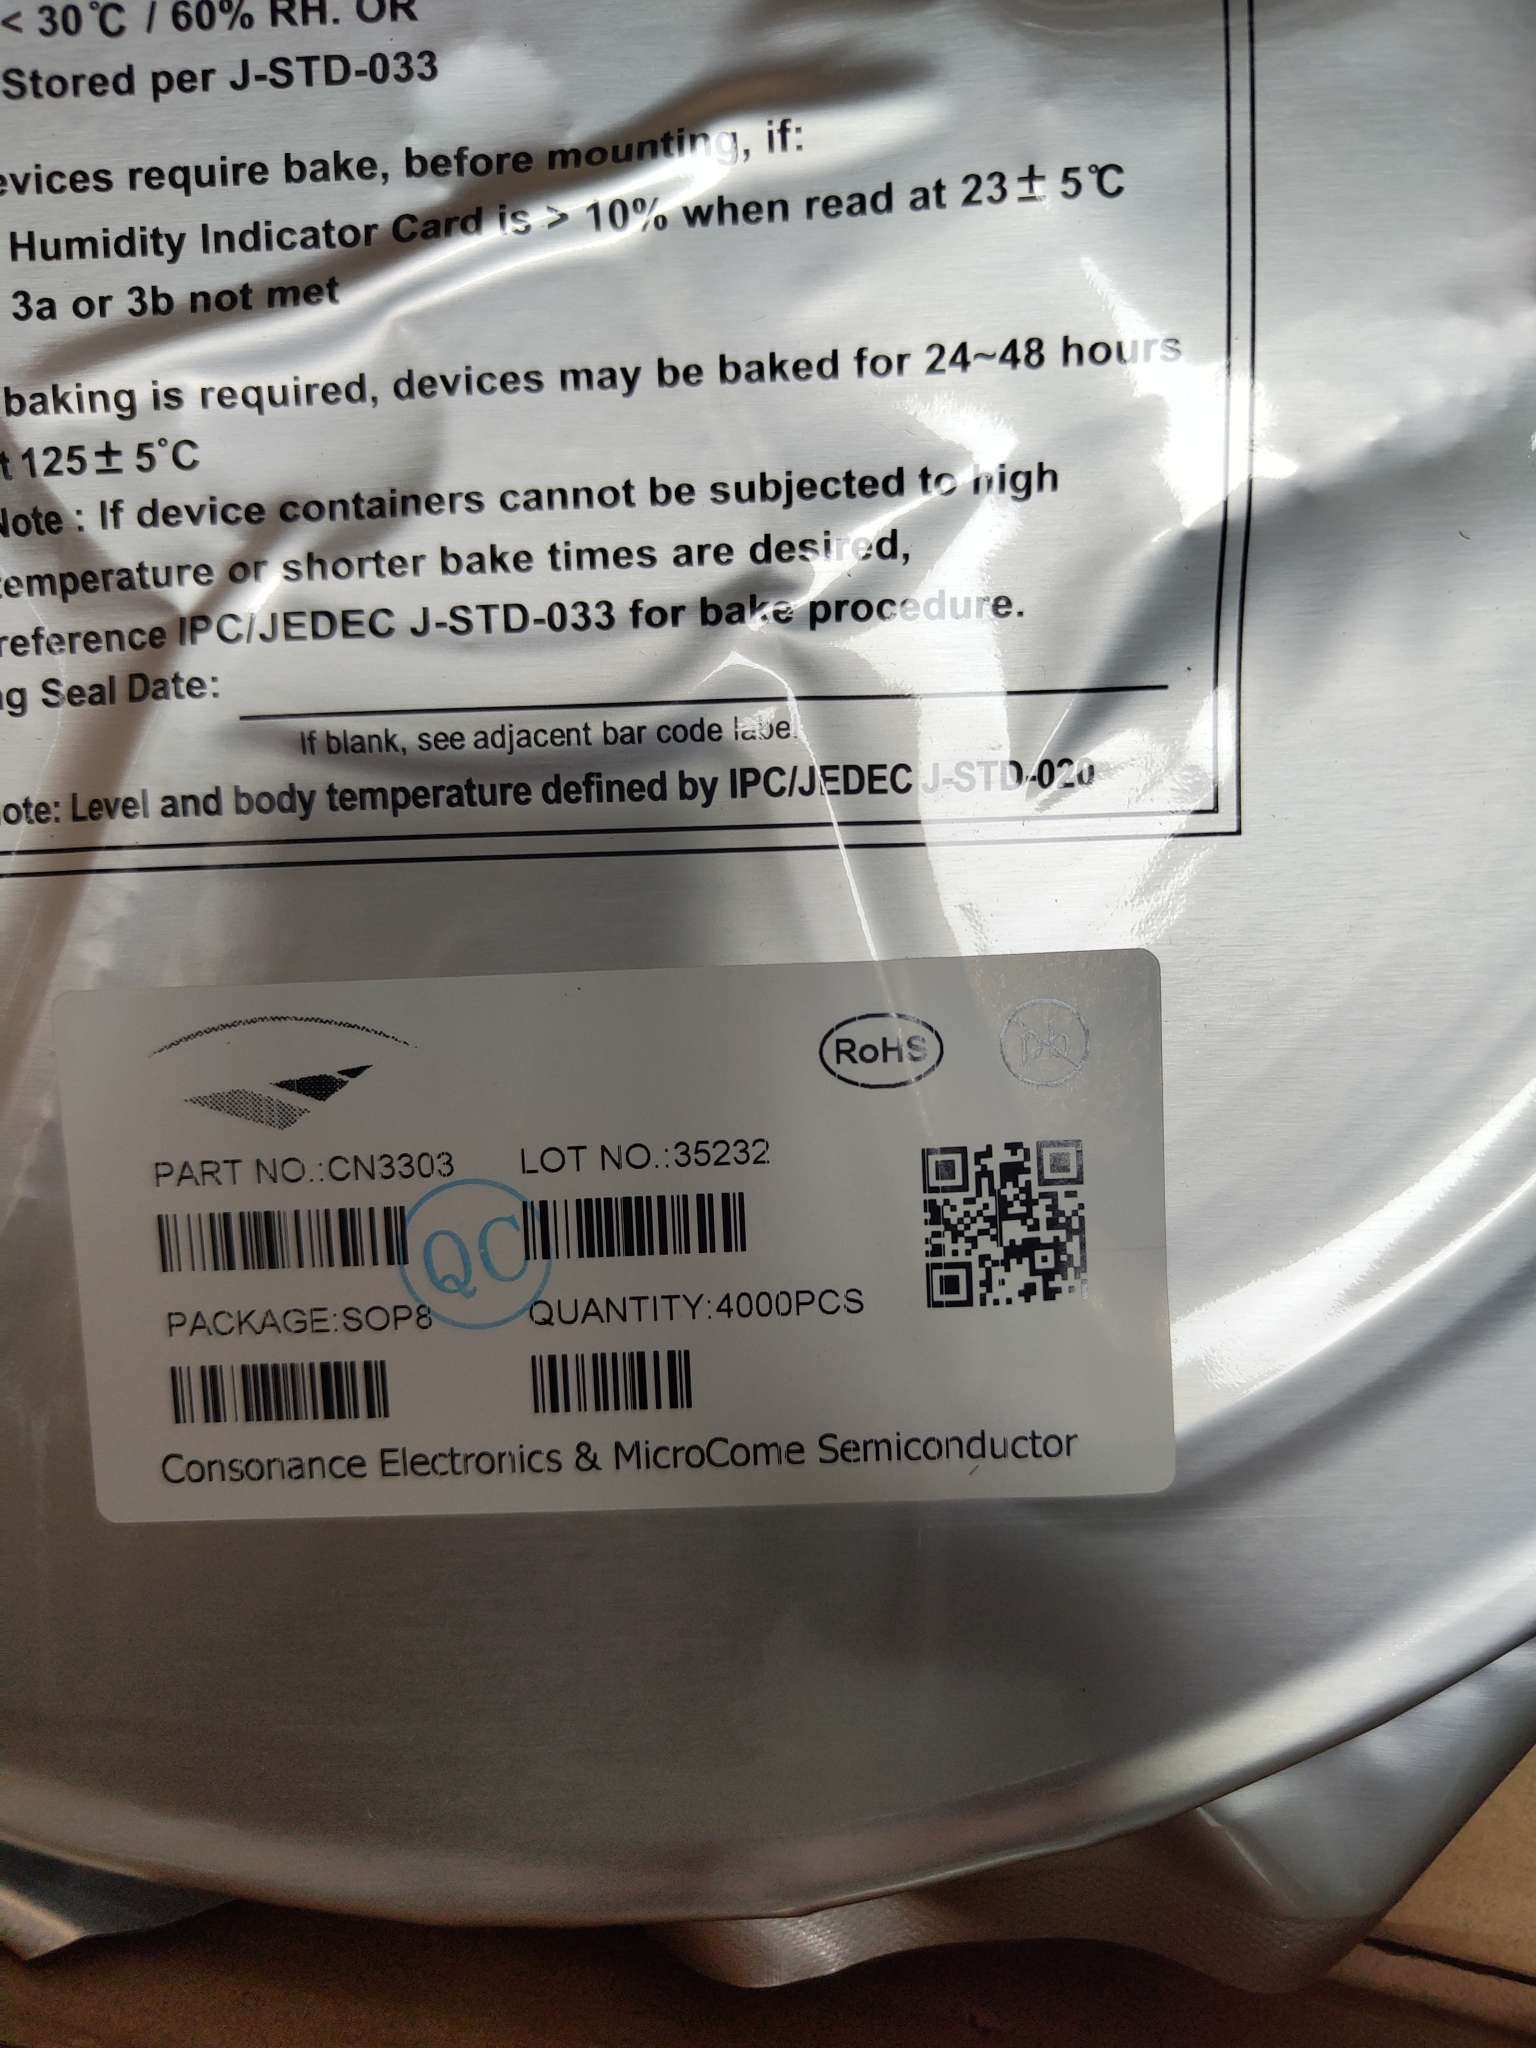 < 30℃ / 60% RH. OR
Stored per J-STD-033
evices require bake, before mounting, if:
Humidity Indicator Card is > 10% when read at 23± 5℃
3a or 3b not met
baking is required, devices may be baked for 24~48 hours
t 125± 5°C
Note : If device containers cannot be subjected to high
temperature or shorter bake times are desired,
reference IPC/JEDEC J-STD-033 for bake procedure.
g Seal Date:
If blank, see adjacent bar code label
ote: Level and body temperature defined by IPC/JEDEC J-STD-020
RoHS
Pb
PART NO.:CN3303 LOT NO.:35232
QC
PACKAGE:SOP8 QUANTITY:4000PCS
Consonance Electronics & MicroCome Semiconductor